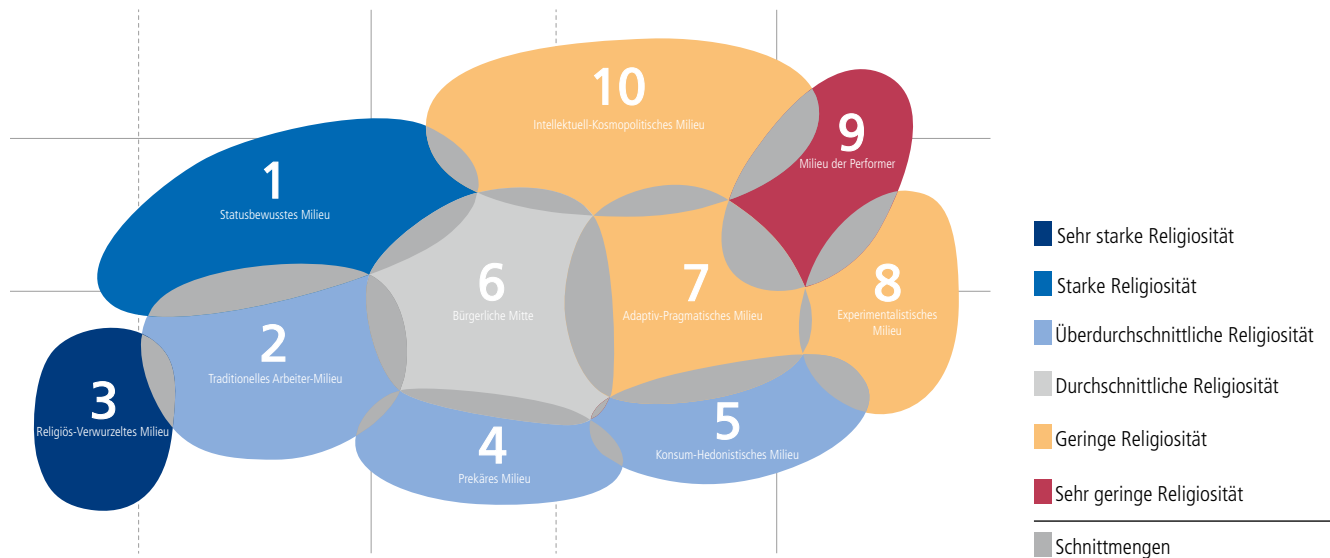 10
Intellektuell-Kosmopolitisches Milieu
9
Milieu der Performer
1
Statusbewusstes Milieu
6
Bürgerliche Mitte
7
Adaptiv-Pragmatisches Milieu
8
Experimentalistisches
Milieu
2
Traditionelles Arbeiter-Milieu
3
Religiös-Verwurzeltes Milieu
4
Prekäres Milieu
5
Konsum-Hedonistisches Milieu
Sehr starke Religiosität
Starke Religiosität
Überdurchschnittliche Religiosität
Durchschnittliche Religiosität
Geringe Religiosität
Sehr geringe Religiosität
Schnittmengen